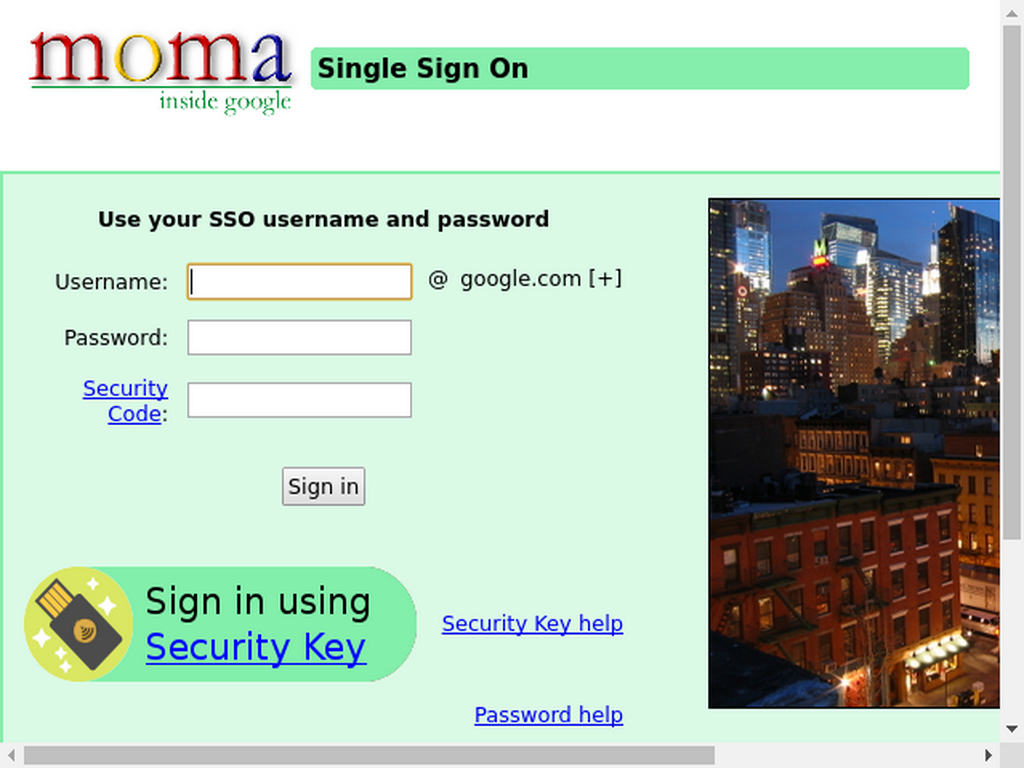 moma
inside google
Single Sign On
Use your SSO username and password
Username:
@ google.com [+]
Password:
Security
Code:
Sign in
Sign in using
Security Key
Security Key help
Password help